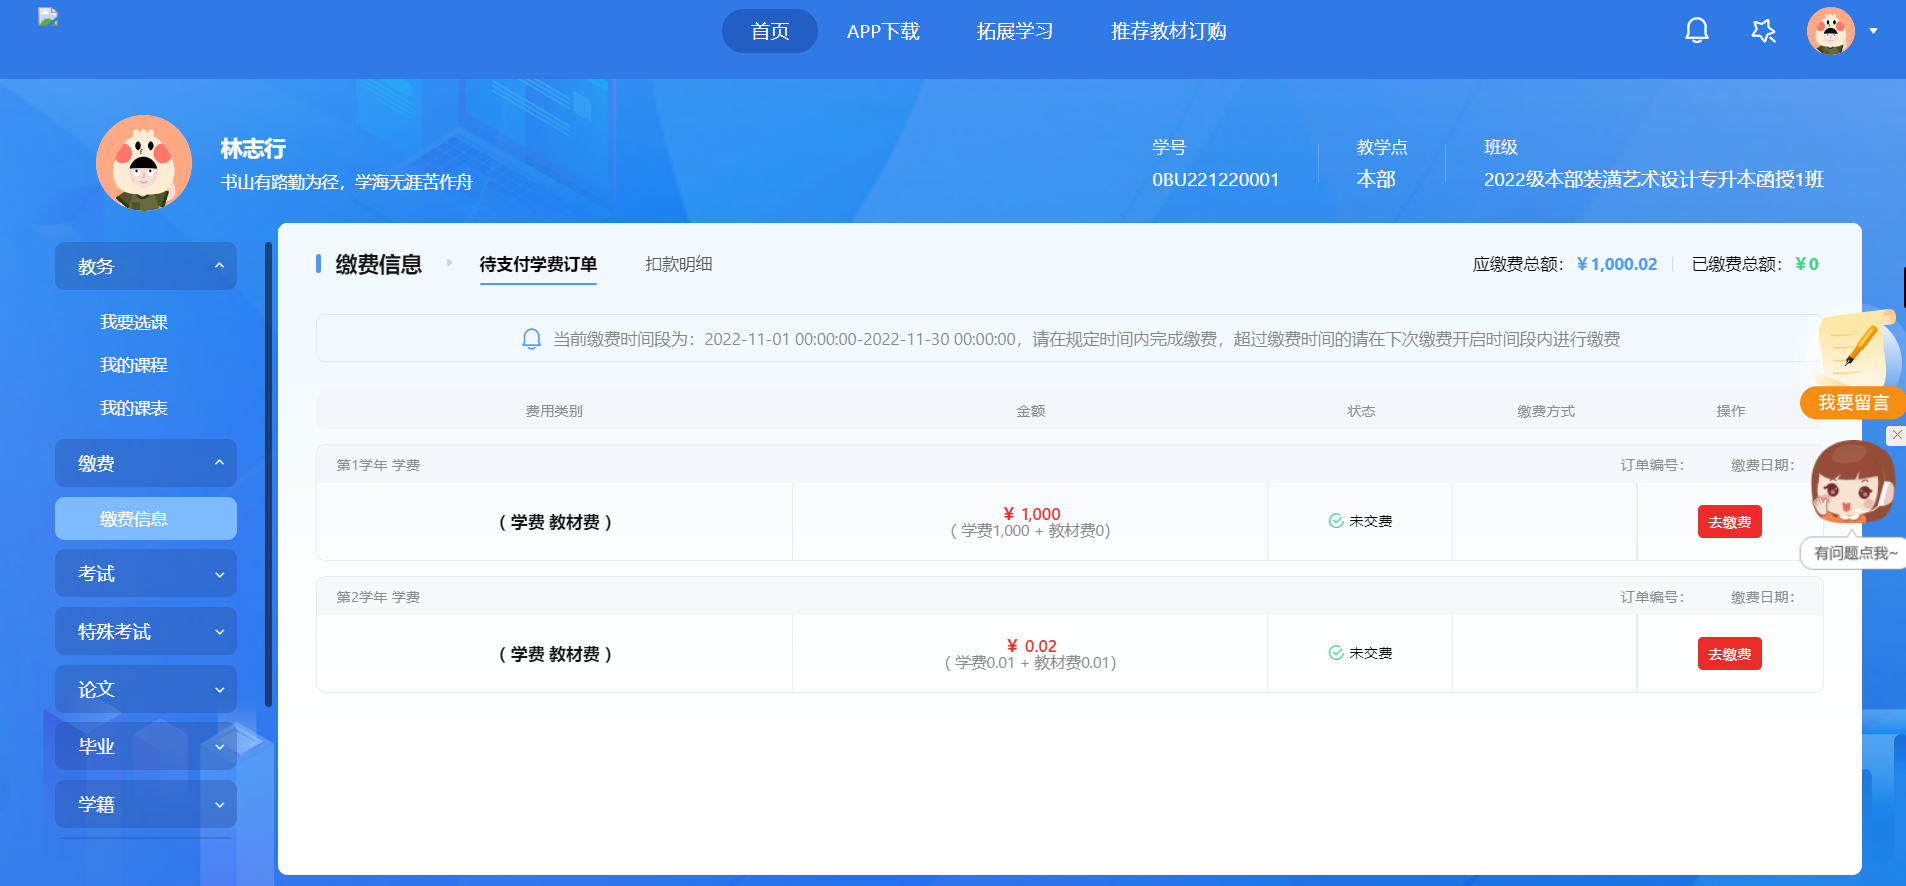 首页 APP下载 拓展学习 推荐教材订购
林志行
书山有路勤为径，学海无涯苦作舟
学号 教学点 班级
0BU221220001 本部 2022级本部装潢艺术设计专升本函授1班
教务
我要选课
我的课程
我的课表
缴费
缴费信息
考试
特殊考试
论文
毕业
学籍
缴费信息 待支付学费订单 扣款明细 应缴费总额： ¥1,000.02 已缴费总额： ¥0
当前缴费时间段为：2022-11-01 00:00:00-2022-11-30 00:00:00，请在规定时间内完成缴费，超过缴费时间的请在下次缴费开启时间段内进行缴费
费用类别 金额 状态 缴费方式 操作
第1学年 学费 订单编号： 缴费日期：
( 学费 教材费 ) ¥ 1,000 未交费 去缴费
( 学费1,000 + 教材费0)
第2学年 学费 订单编号： 缴费日期：
( 学费 教材费 ) ¥ 0.02 未交费 去缴费
( 学费0.01 + 教材费0.01)
我要留言
有问题点我~